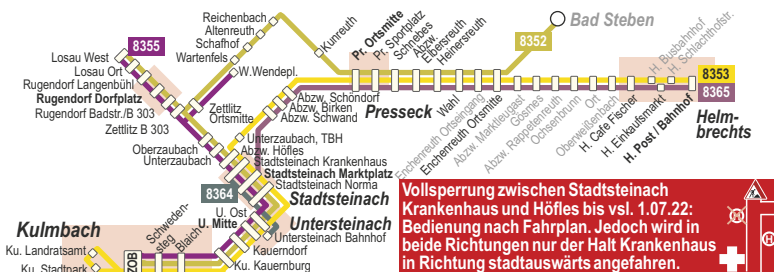 Reichenbach
Altenreuth
Schafhof
Wartenfels
W.Wendepl.
Kunreuth
Pr. Ortsmitte
Pr. Sportplatz
Schnebes
Abzw.
Elbersreuth
Heinersreuth
8352
Bad Steben
8355
Losau West
Losau Ort
Rugendorf Langenbühl
Rugendorf Dorfplatz
Rugendorf Badstr./B 303
Zettlitz B 303
Zettlitz
Ortsmitte
Oberzaubach
Unterzaubach
Abzw. Schöndorf
Abzw. Birken
Abzw. Schwand
Presseck
Wahl
Enchenreuth Ortseingang
Enchenreuth Ortsmitte
Abzw. Marktleugast
Gösmes
Abzw. Rappetenreuth
Ochsenbrunn
Ort
Oberweißenbach
H. Cafe Fischer
H. Einkaufsmarkt
H. Post / Bahnhof
H. Busbahnhof
H. Schlachthofstr.
8353
8365
Helm-
brechts
Unterzaubach, TBH
Abzw. Höfles
Stadtsteinach Krankenhaus
Stadtsteinach Marktplatz
Stadtsteinach Norma
Stadtsteinach
8364
U. Ost
U. Mitte
Untersteinach
Untersteinach Bahnhof
Kauerndorf
Ku. Kauernburg
Kulmbach
Ku. Landratsamt
Ku. Stadtpark
ZOB
Schweden-
steg
Blaich
Vollsperrung zwischen Stadtsteinach
Krankenhaus und Höfles bis vsl. 1.07.22:
Bedienung nach Fahrplan. Jedoch wird in
beide Richtungen nur der Halt Krankenhaus
in Richtung stadtauswärts angefahren.
H
H